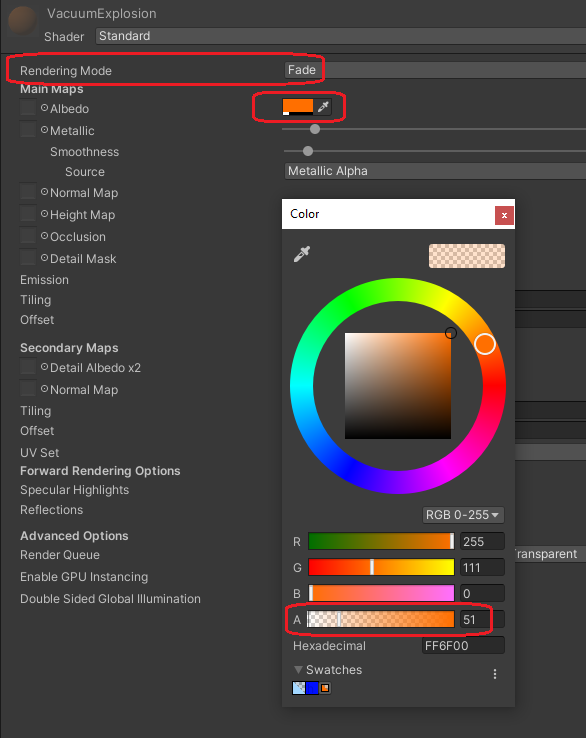 VacuumExplosion
Shader Standard
Rendering Mode Fade
Main Maps
Albedo
Metallic
Smoothness
Source Metallic Alpha
Normal Map
Height Map
Occlusion
Detail Mask
Emission
Tiling
Offset
Secondary Maps
Detail Albedo x2
Normal Map
Tiling
Offset
UV Set
Forward Rendering Options
Specular Highlights
Reflections
Advanced Options
Render Queue Transparent
Enable GPU Instancing
Double Sided Global Illumination
Color x
RGB 0-255
R 255
G 111
B 0
A 51
Hexadecimal FF6F00
Swatches